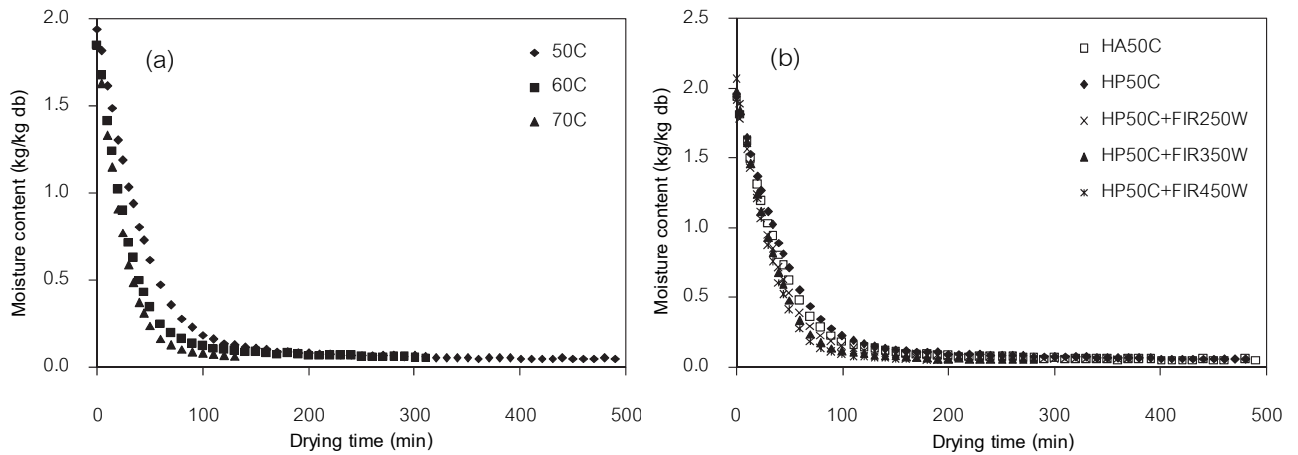 (a)
50C
60C
70C
2.0
1.5
1.0
0.5
0.0
Moisture content (kg/kg db)
0 100 200 300 400 500
Drying time (min)
(b)
HA50C
HP50C
HP50C+FIR250W
HP50C+FIR350W
HP50C+FIR450W
2.5
2.0
1.5
1.0
0.5
0.0
Moisture content (kg/kg db)
0 100 200 300 400 500
Drying time (min)